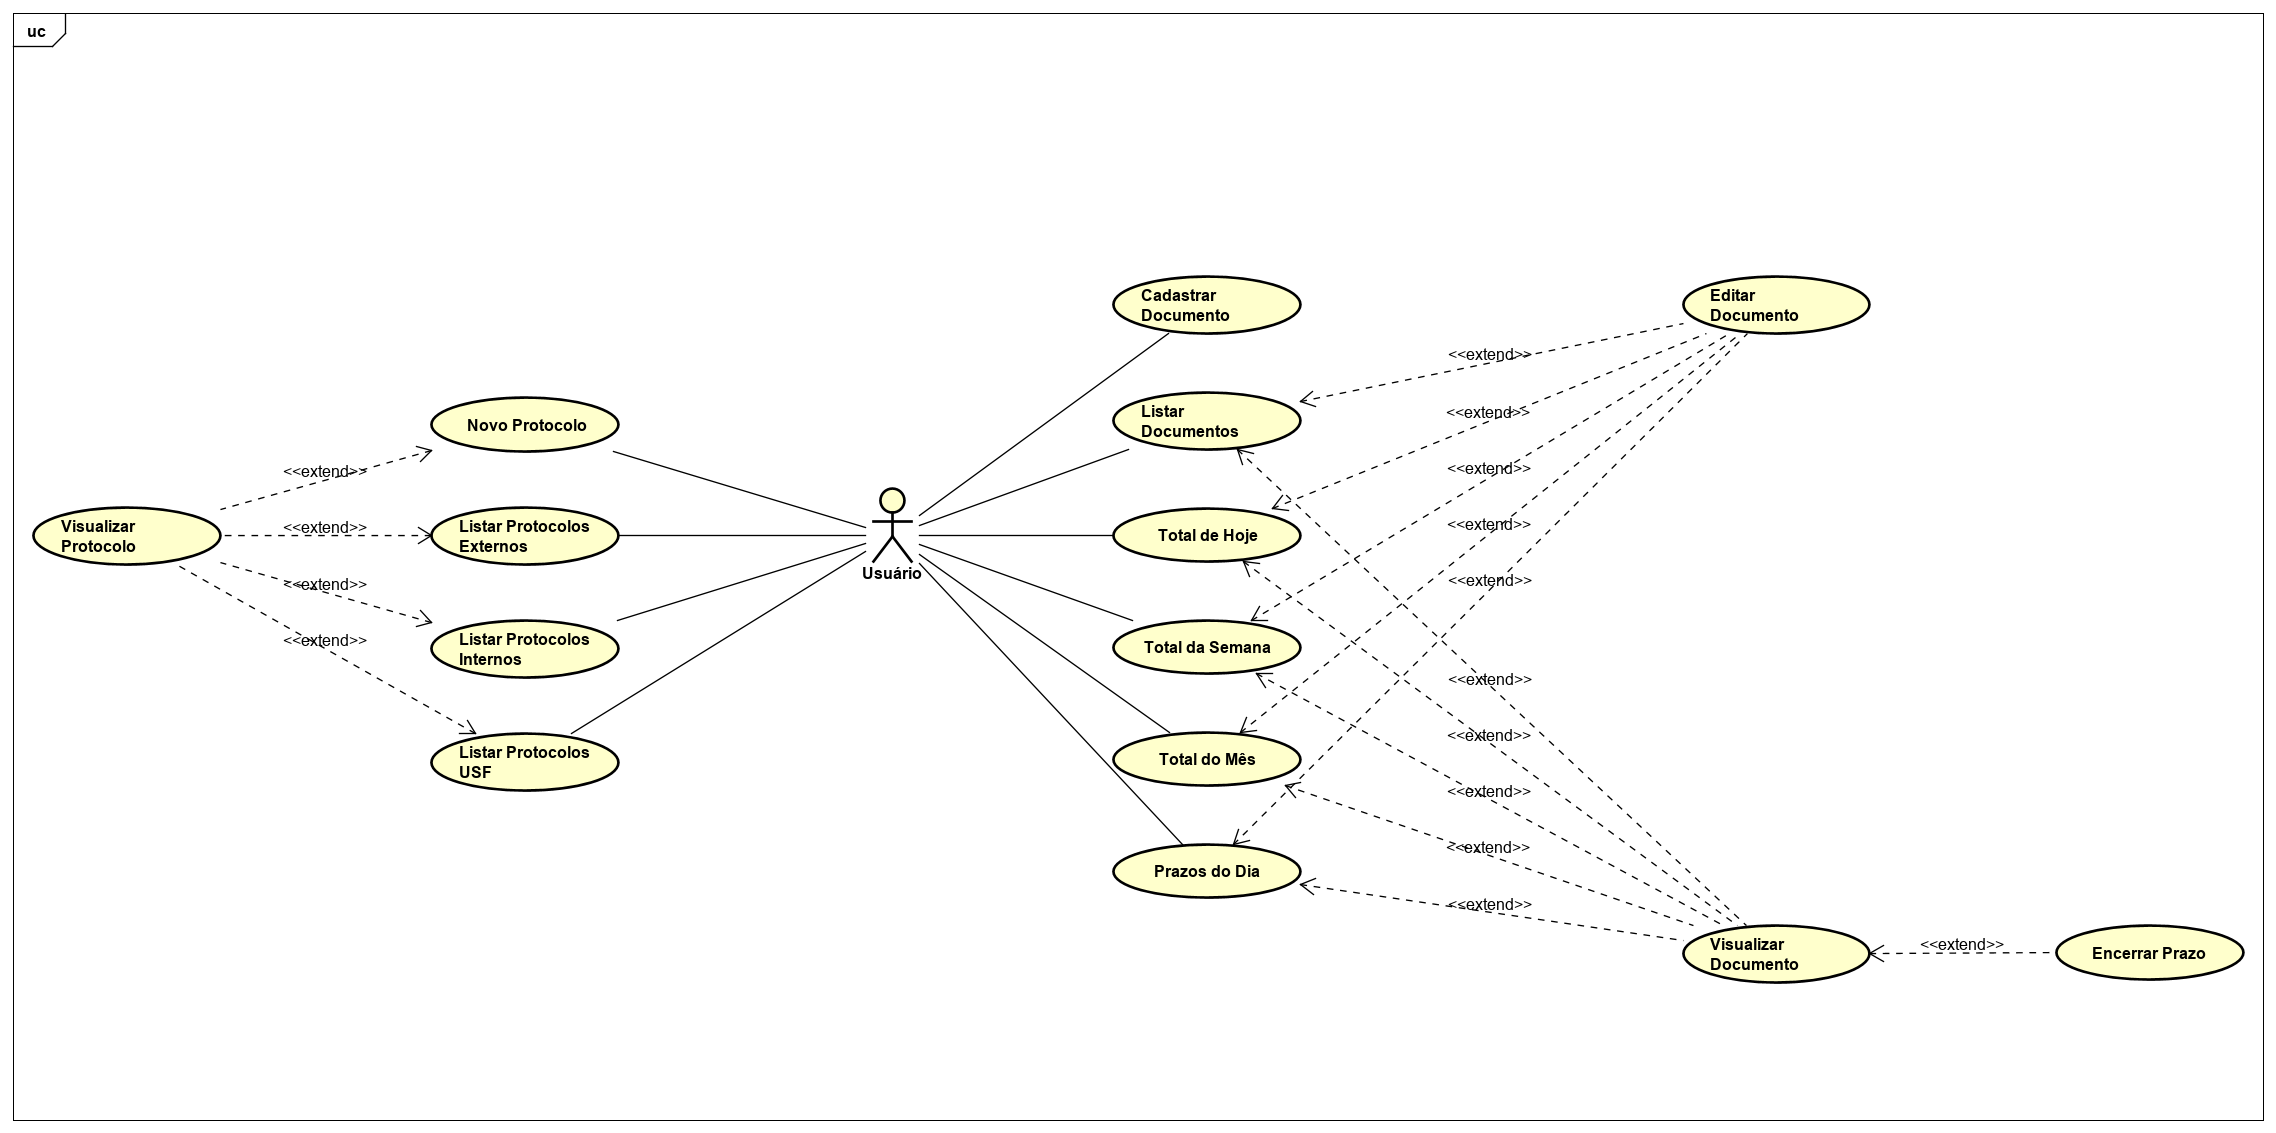 uc
Cadastrar
Documento
Editar
Documento
<<extend>>
Listar
Documentos
<<extend>>
Novo Protocolo
<<extend>>
<<extend>>
Visualizar
Protocolo
<<extend>>
Listar Protocolos
Externos
Usuário
Total de Hoje
<<extend>>
<<extend>>
<<extend>>
Listar Protocolos
Internos
<<extend>>
Total da Semana
<<extend>>
<<extend>>
Listar Protocolos
USF
Total do Mês
<<extend>>
<<extend>>
Prazos do Dia
<<extend>>
Visualizar
Documento
<<extend>>
Encerrar Prazo